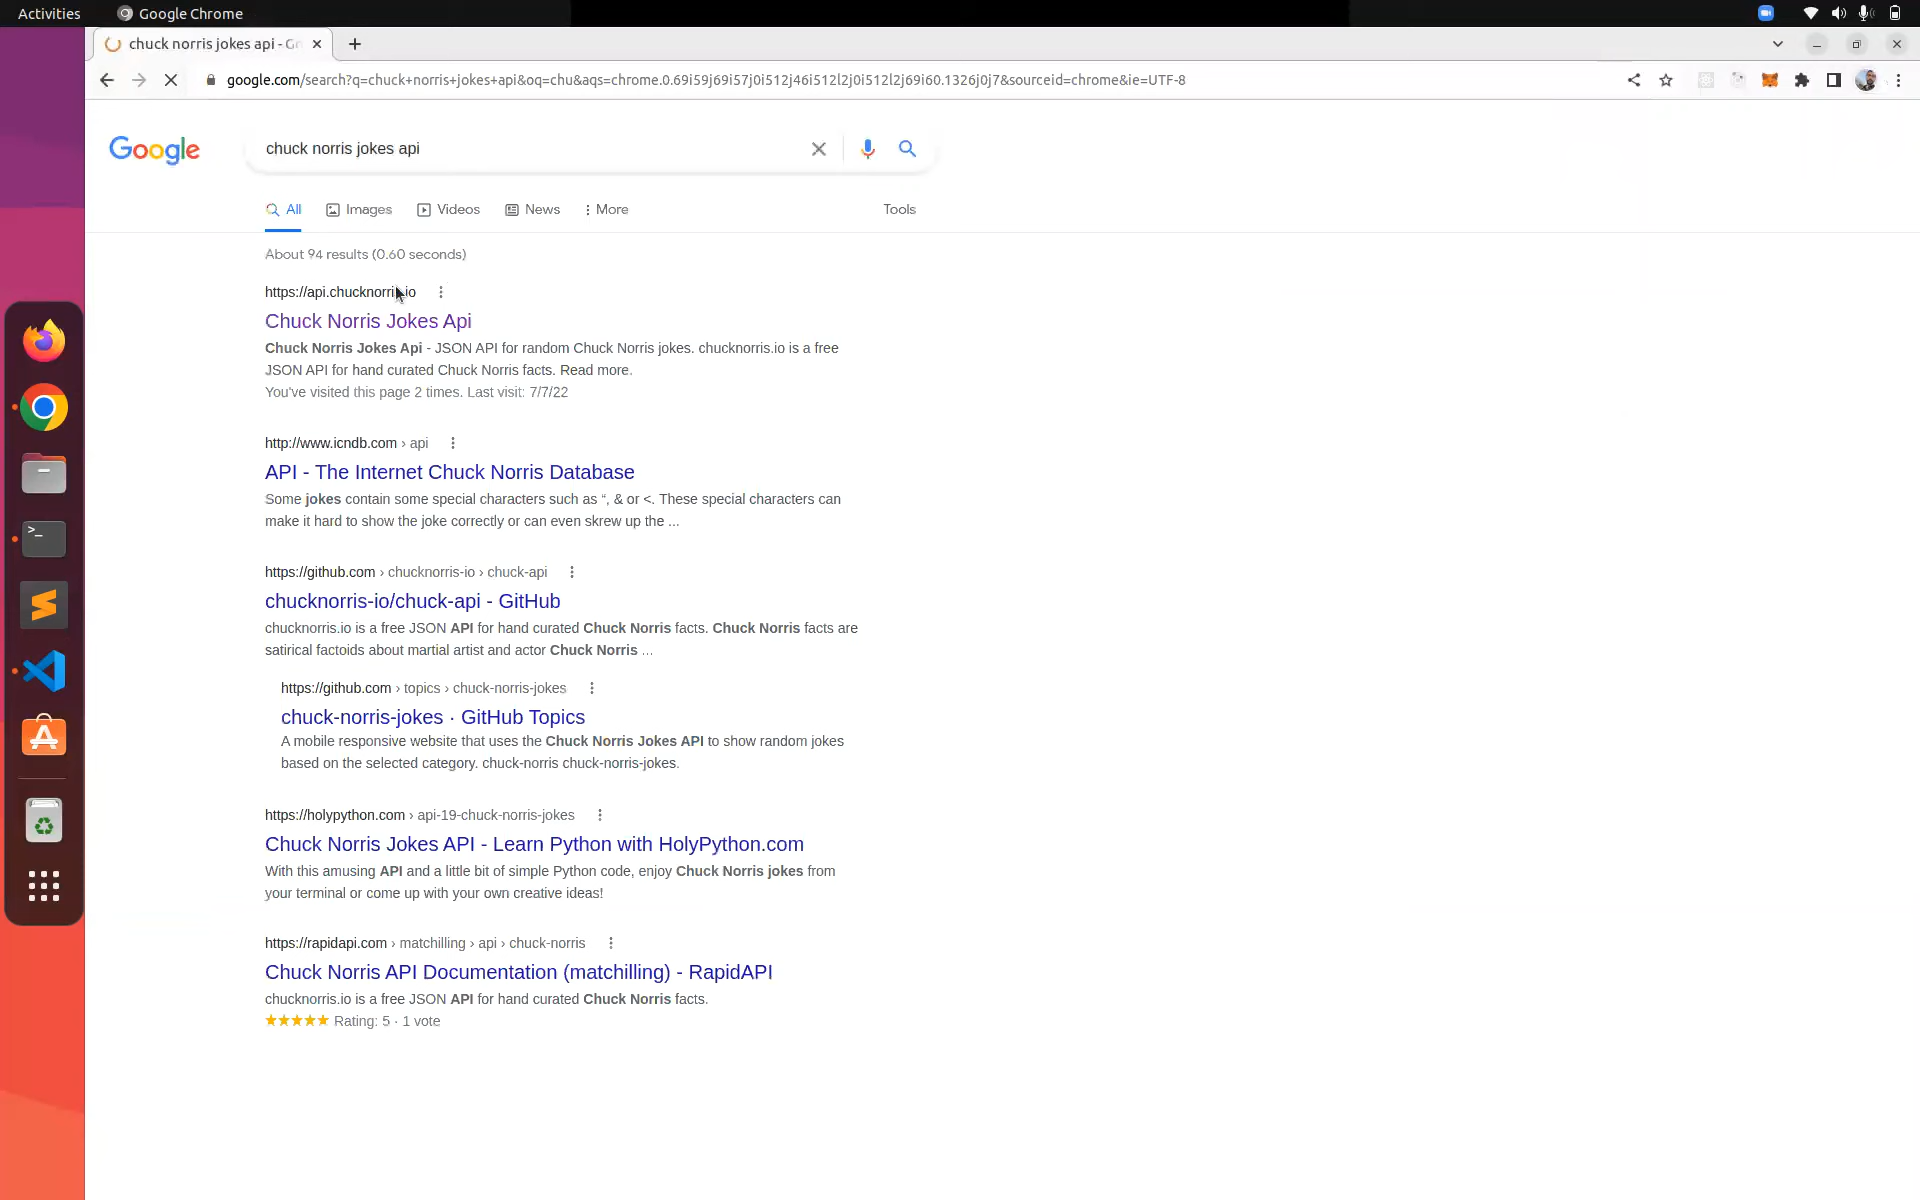 Activities
Google Chrome
chuck norris jokes api - G
google.com/search?q=chuck+norris+jokes+api&oq=chu&aqs=chrome.0.69i59j69i57j0i512j46i512l2j0i512l2j69i60.1326j0j7&sourceid=chrome&ie=UTF-8
Google
chuck norris jokes api
All
Images
Videos
News
More
Tools
About 94 results (0.60 seconds)
https://api.chucknorris.io
Chuck Norris Jokes Api
Chuck Norris Jokes Api - JSON API for random Chuck Norris jokes. chucknorris.io is a free
JSON API for hand curated Chuck Norris facts. Read more.
You've visited this page 2 times. Last visit: 7/7/22
http://www.icndb.com › api
API - The Internet Chuck Norris Database
Some jokes contain some special characters such as “, & or <. These special characters can
make it hard to show the joke correctly or can even skrew up the ...
https://github.com › chucknorris-io › chuck-api
chucknorris-io/chuck-api - GitHub
chucknorris.io is a free JSON API for hand curated Chuck Norris facts. Chuck Norris facts are
satirical factoids about martial artist and actor Chuck Norris ...
https://github.com › topics › chuck-norris-jokes
chuck-norris-jokes · GitHub Topics
A mobile responsive website that uses the Chuck Norris Jokes API to show random jokes
based on the selected category. chuck-norris chuck-norris-jokes.
https://holypython.com › api-19-chuck-norris-jokes
Chuck Norris Jokes API - Learn Python with HolyPython.com
With this amusing API and a little bit of simple Python code, enjoy Chuck Norris jokes from
your terminal or come up with your own creative ideas!
https://rapidapi.com › matchilling › api › chuck-norris
Chuck Norris API Documentation (matchilling) - RapidAPI
chucknorris.io is a free JSON API for hand curated Chuck Norris facts.
★★★★★ Rating: 5 · 1 vote